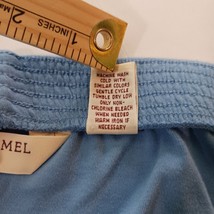 1 INCHES 2
MACHINE WASH
COLD WITH
SIMILAR COLORS
GENTLE CYCLE
TUMBLE DRY LOW
ONLY NON-
CHLORINE BLEACH
WHEN NEEDED
WARM IRON IF
NECESSARY
MEL